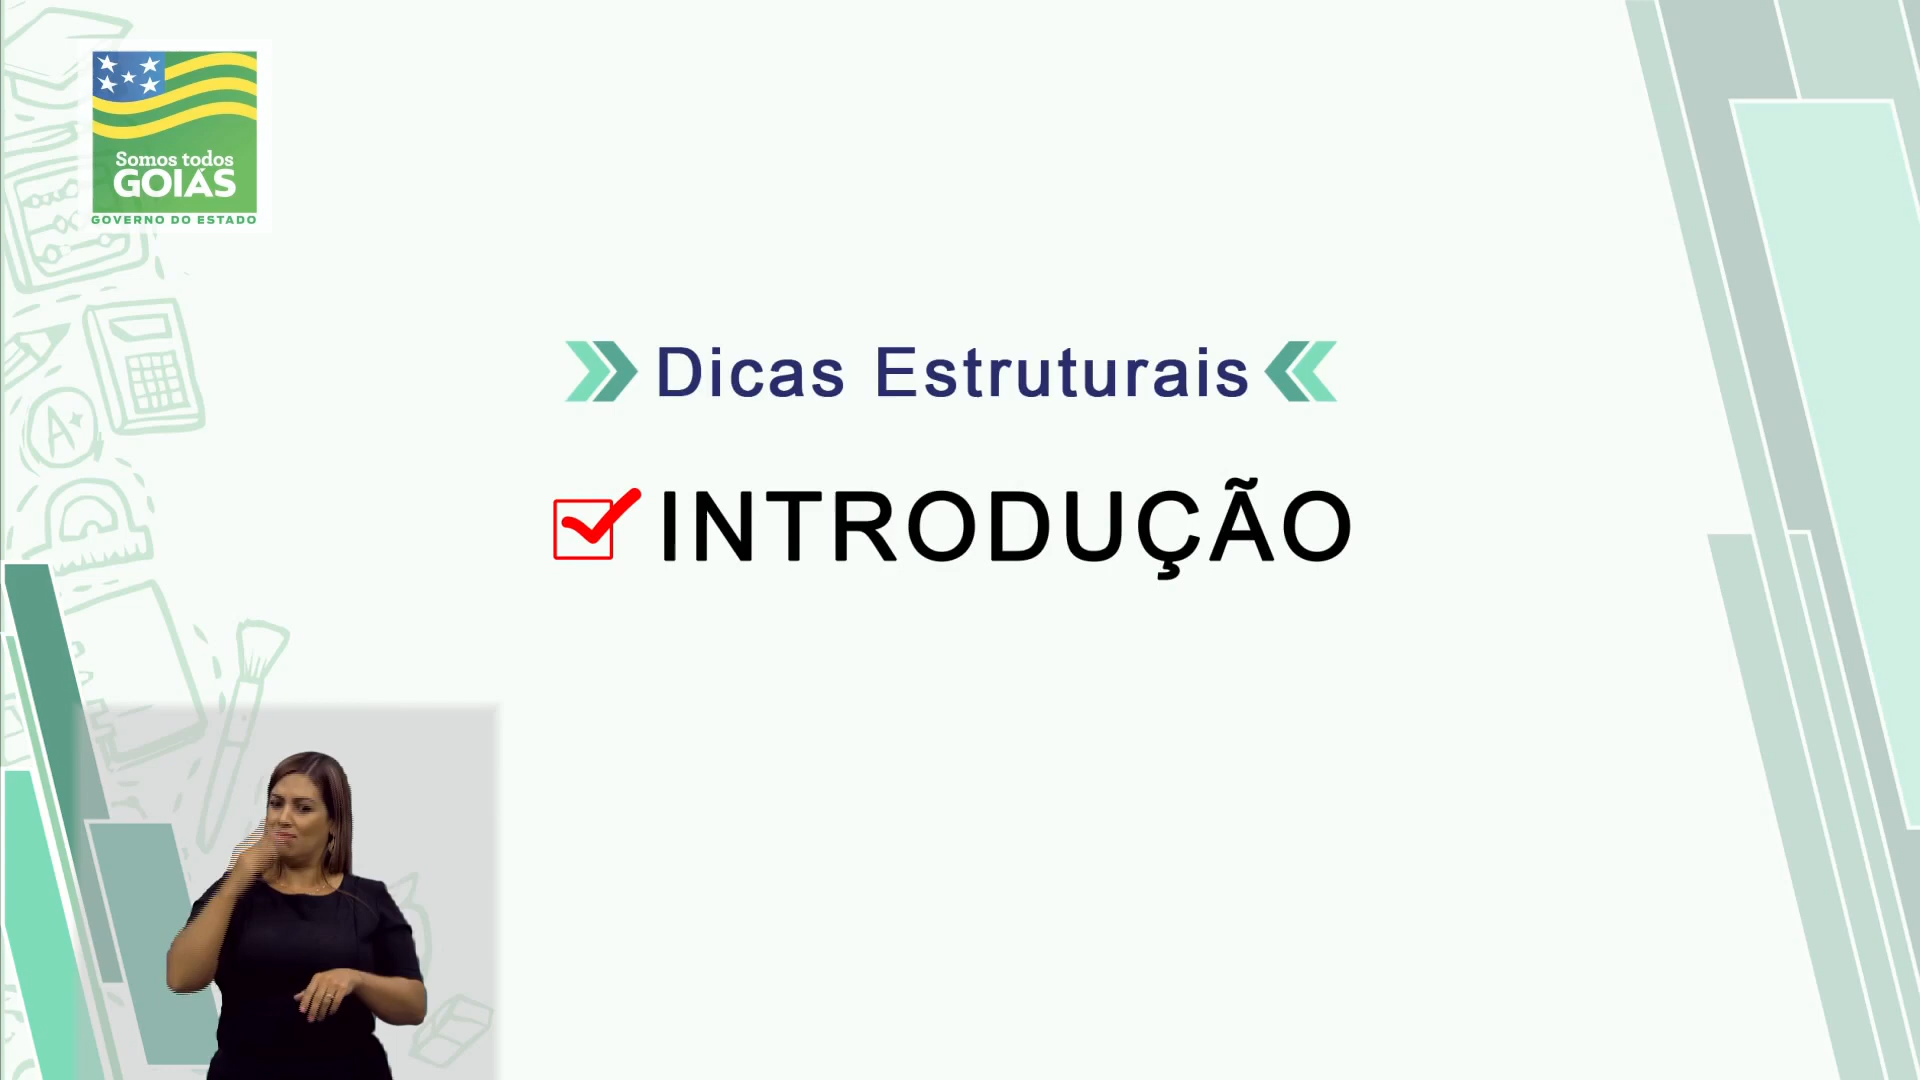 Somos todos
GOIÁS
GOVERNO DO ESTADO
Dicas Estruturais
INTRODUÇÃO
A+